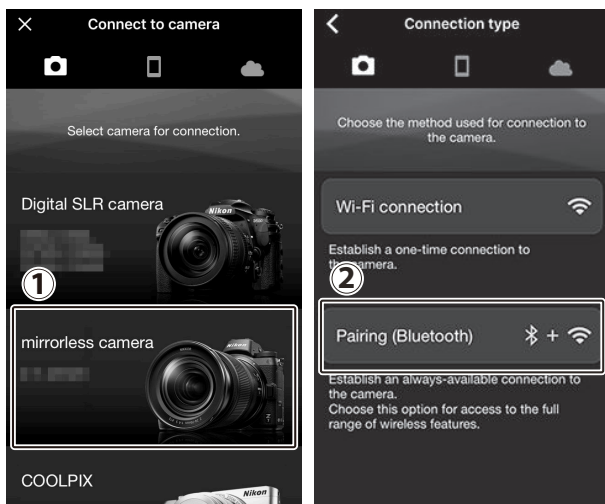 Connect to camera
Select camera for connection.
Digital SLR camera
Nikon
1
mirrorless camera
Nikon
COOLPIX
Nikon
Connection type
Choose the method used for connection to
the camera.
Wi-Fi connection
Establish a one-time connection to
camera.
2
Pairing (Bluetooth)
+
Establish an always-available connection to
the camera.
Choose this option for access to the full
range of wireless features.